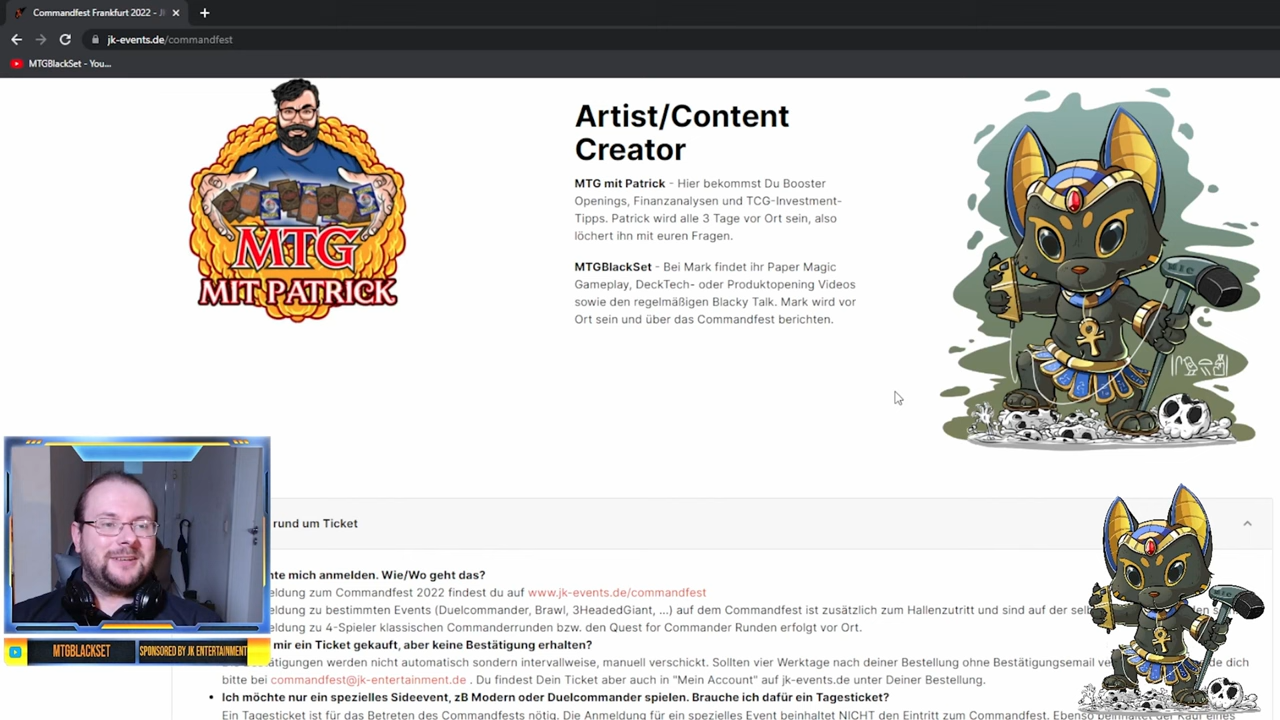 Commandfest Frankfurt 2022 - J
jk-events.de/commandfest
MTGBlackSet - You...
MTG
MIT PATRICK
Artist/Content
Creator
MTG mit Patrick - Hier bekommst Du Booster
Openings, Finanzanalysen und TCG-Investment-
Tipps. Patrick wird alle 3 Tage vor Ort sein, also
löchert ihn mit euren Fragen.
MTGBlackSet - Bei Mark findet ihr Paper Magic
Gameplay, DeckTech- oder Produktopening Videos
sowie den regelmäßigen Blacky Talk. Mark wird vor
Ort sein und über das Commandfest berichten.
MTG
rund um Ticket
te mich anmeldden. Wie/Wo geht das?
eldung zum Commandfest 2022 findest du auf www.jk-events.de/commandfest
eldung zu bestimmten Events (Duelcommander, Brawl, 3HeadedGiant, ...) auf dem Commandfest ist zusätzlich zum Hallenzutritt und sind auf der
eldung zu 4-Spieler klassischen Commanderrunden bzw. den Quest for Commander Runden erfolgt vor Ort.
mir ein Ticket gekauft, aber keine Bestätigung erhalten?
tätigungen werden nicht automatisch sondern intervallweise, manuell verschickt. Sollten vier Werktage nach deiner Bestellung ohne Bestätigungsemail dich
bitte bei commandfest@jk-entertainment.de . Du findest Dein Ticket aber auch in "Mein Account" auf jk-events.de unter Deiner Bestellung.
Ich möchte nur ein spezielles Sidevent, zB Modern oder Duelcommander spielen. Brauche ich dafür ein Tagesticket?
Ein Tagesticket ist für das Betreten des Commandfests nötig. Die Anmeldung für ein spezielles Event beinhaltet NICHT den Eintritt zum Commandfest.
MTGBLACKSET
SPONSORED BY JK ENTERTAINMENT